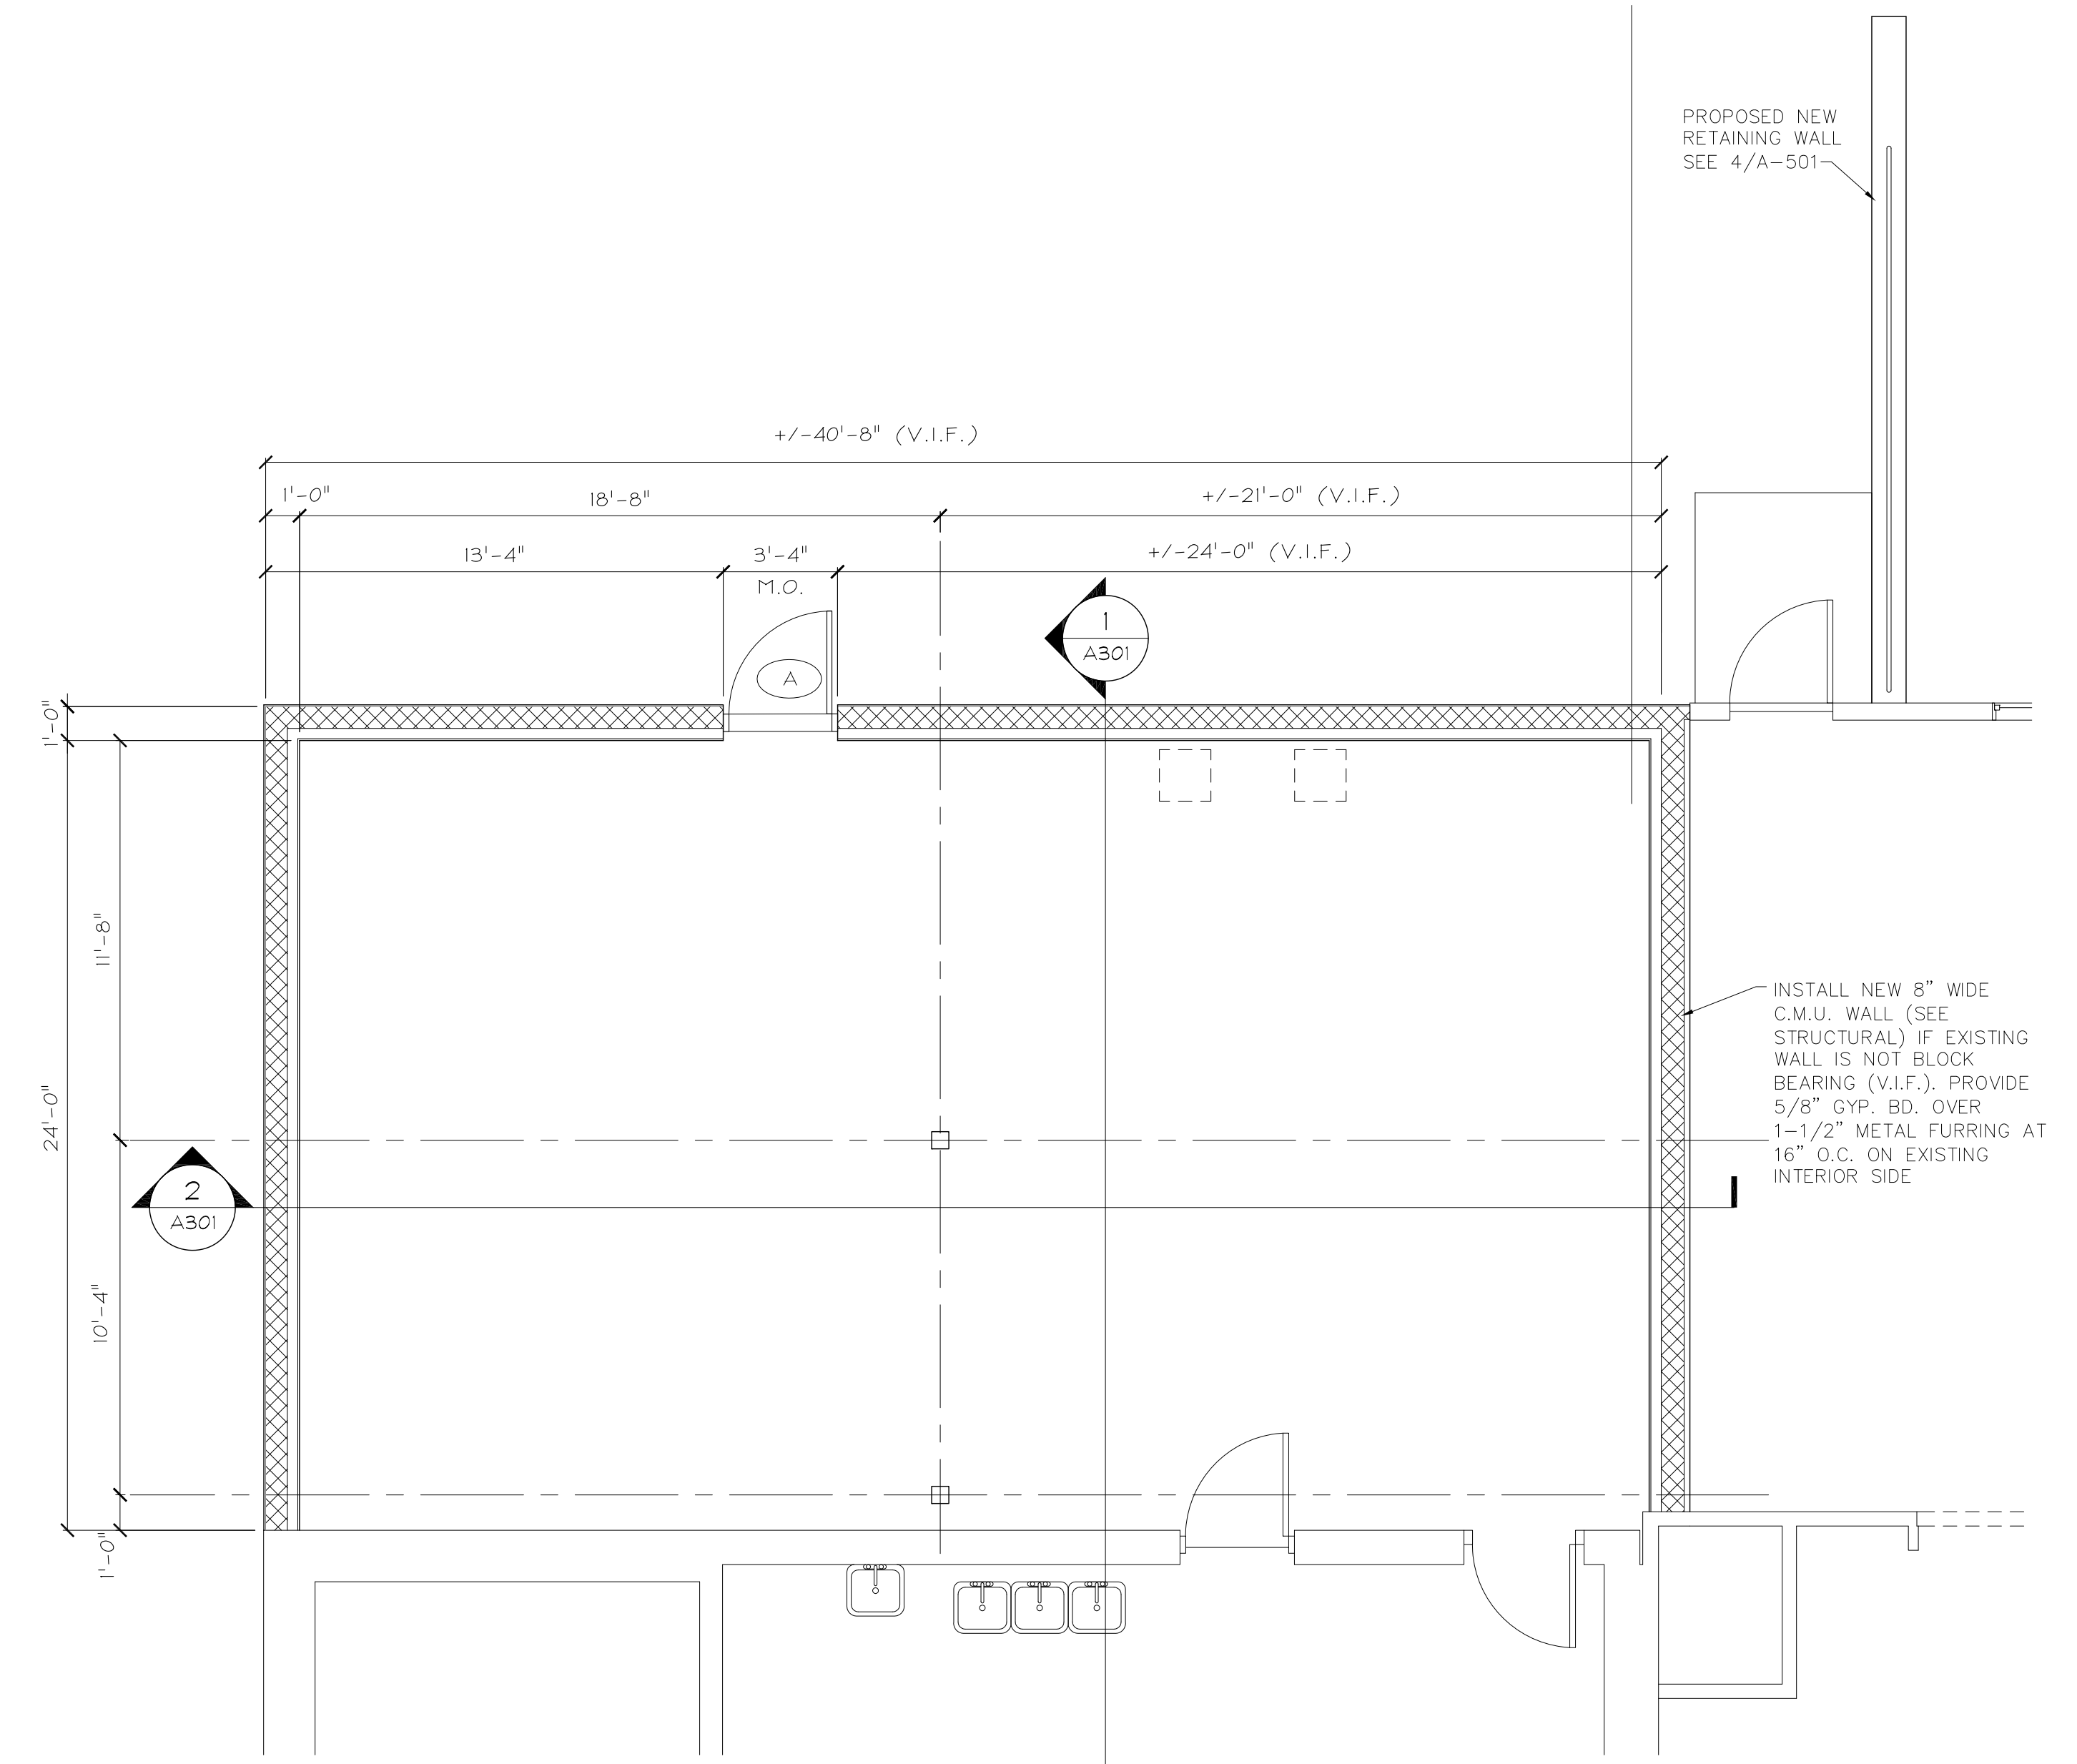 PROPOSED NEW
RETAINING WALL
SEE 4/A-501
+/-40'-8" (V.I.F.)
1'-0"
18'-8"
+/-21'-0" (V.I.F.)
13'-4"
3'-4"
M.O.
+/-24'-0" (V.I.F.)
1
A301
A
1'-0"
11'-8"
24'-0"
10'-4"
1'-0"
2
A301
INSTALL NEW 8” WIDE
C.M.U. WALL (SEE
STRUCTURAL) IF EXISTING
WALL IS NOT BLOCK
BEARING (V.I.F.). PROVIDE
5/8” GYP. BD. OVER
1-1/2” METAL FURRING AT
16” O.C. ON EXISTING
INTERIOR SIDE